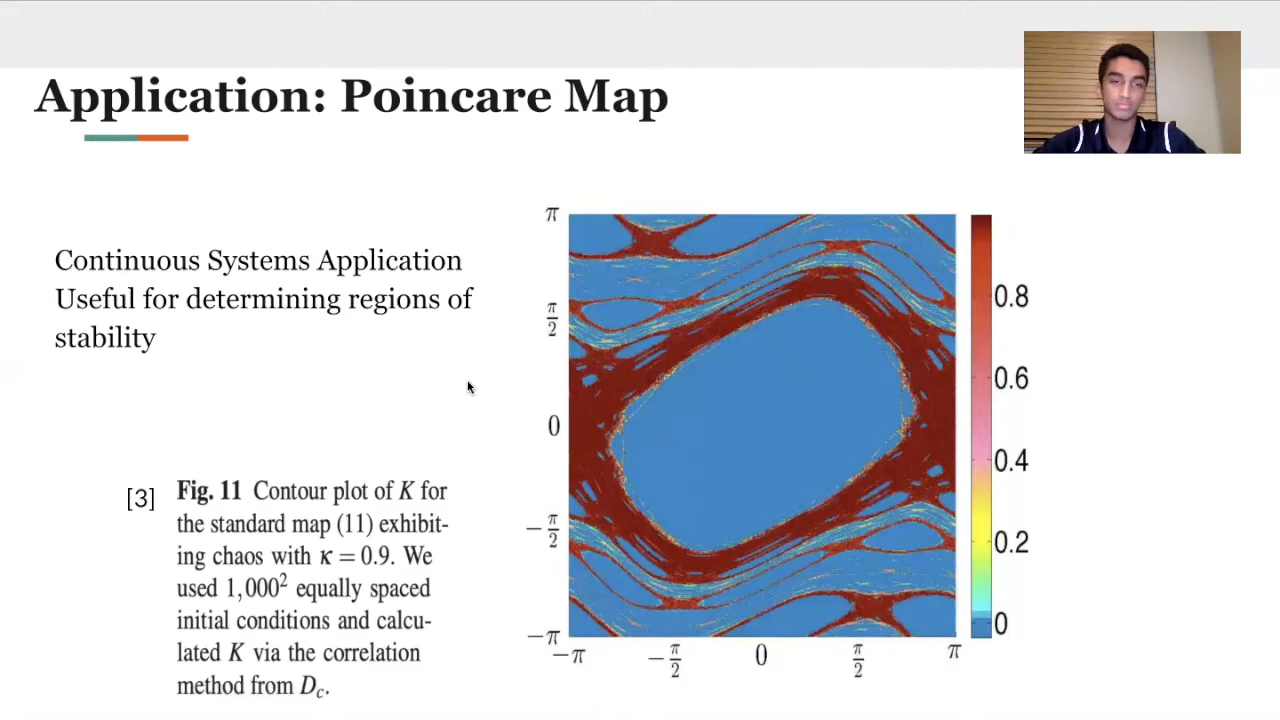 Application: Poincare Map
Continuous Systems Application
Useful for determining regions of
stability
[3]
Fig. 11 Contour plot of K for
the standard map (11) exhibit-
ing chaos with κ = 0.9. We
used 1,000² equally spaced
initial conditions and calcu-
lated K via the correlation
method from D_c.
π
π/2
0
−π/2
−π
−π −π/2 0 π/2 π
0.8
0.6
0.4
0.2
0